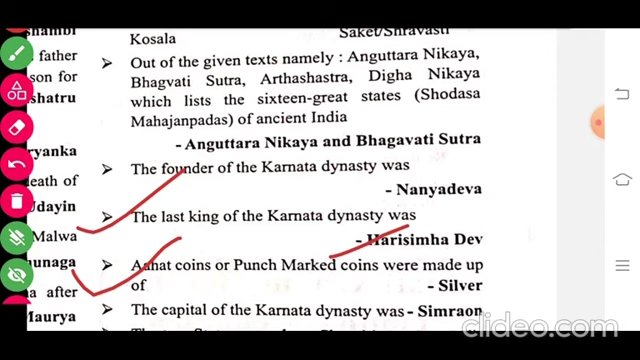 shambi
Kosala
Saket/Shravasti
father
son for
shatru
ryanka
death of
Udayin
Malwa
unaga
a after
Maurya
➢ Out of the given texts namely : Anguttara Nikaya,
Bhagvati Sutra, Arthashastra, Digha Nikaya
which lists the sixteen-great states (Shodasa
Mahajanpadas) of ancient India
- Anguttara Nikaya and Bhagavati Sutra
➢ The founder of the Karnata dynasty was
- Nanyadeva
➢ The last king of the Karnata dynasty was
- Harisimha Dev
➢ Aahat coins or Punch Marked coins were made up
of - Silver
➢ The capital of the Karnata dynasty was - Simraon
clideo.com